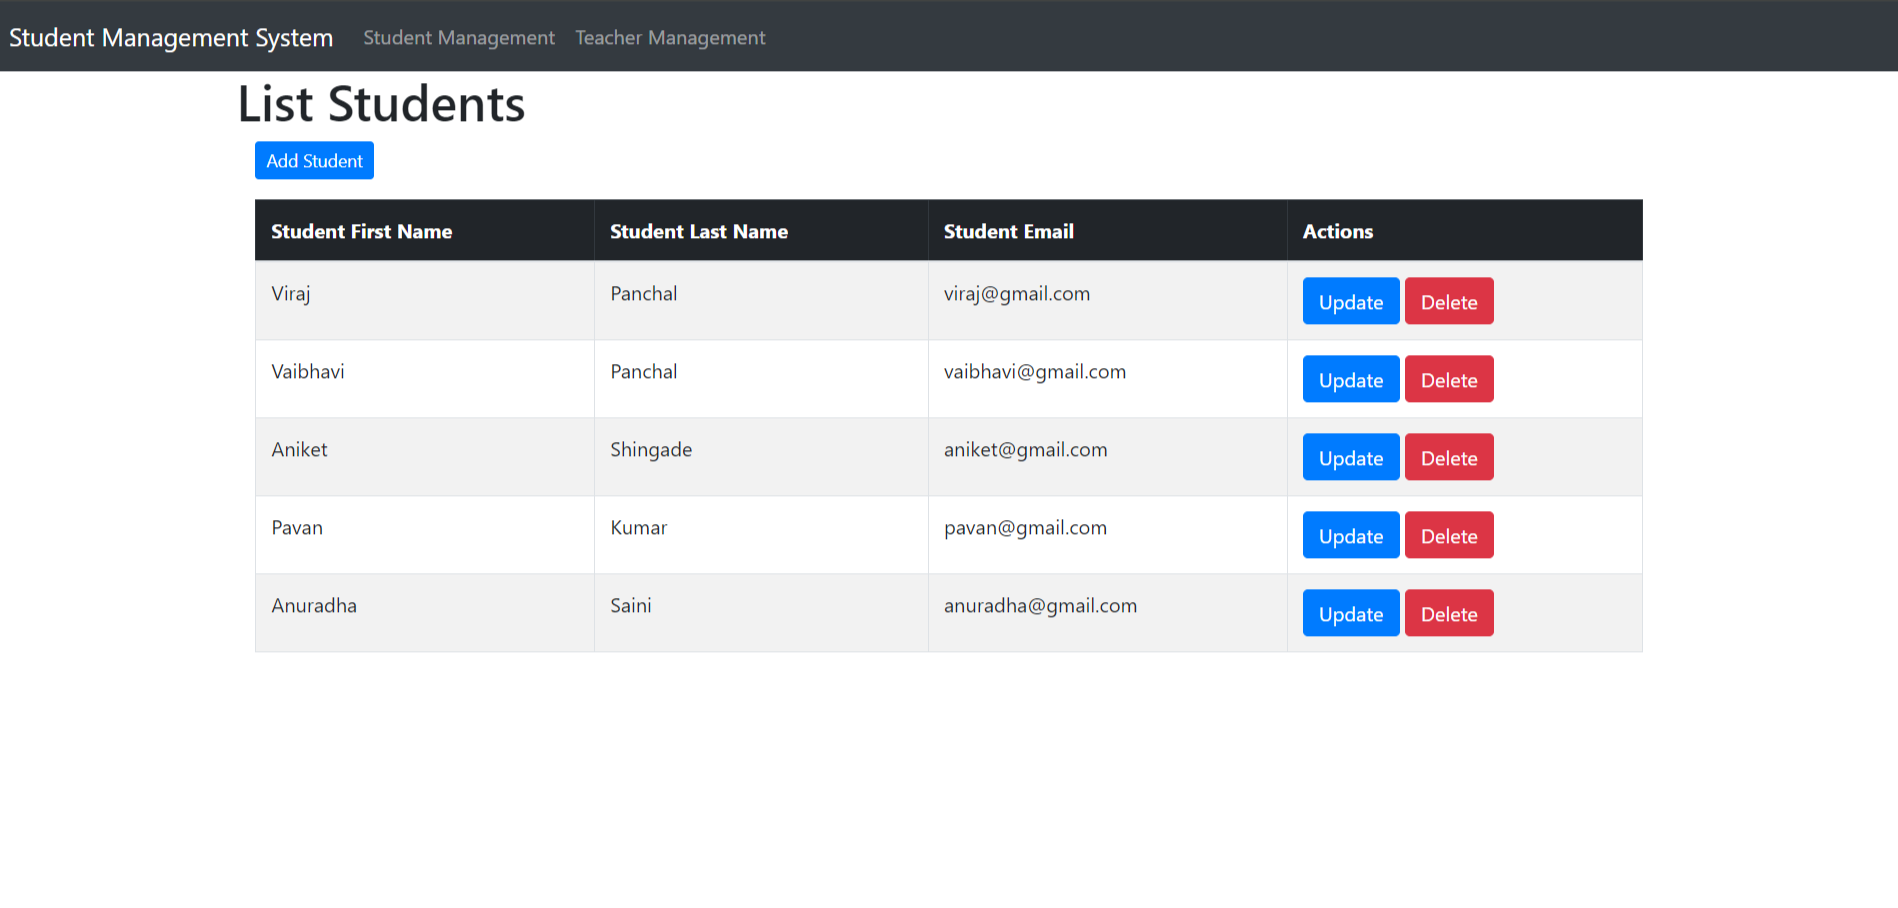 Student Management System Student Management Teacher Management
List Students
Add Student
Student First Name Student Last Name Student Email Actions
Viraj Panchal viraj@gmail.com Update Delete
Vaibhavi Panchal vaibhavi@gmail.com Update Delete
Aniket Shingade aniket@gmail.com Update Delete
Pavan Kumar pavan@gmail.com Update Delete
Anuradha Saini anuradha@gmail.com Update Delete